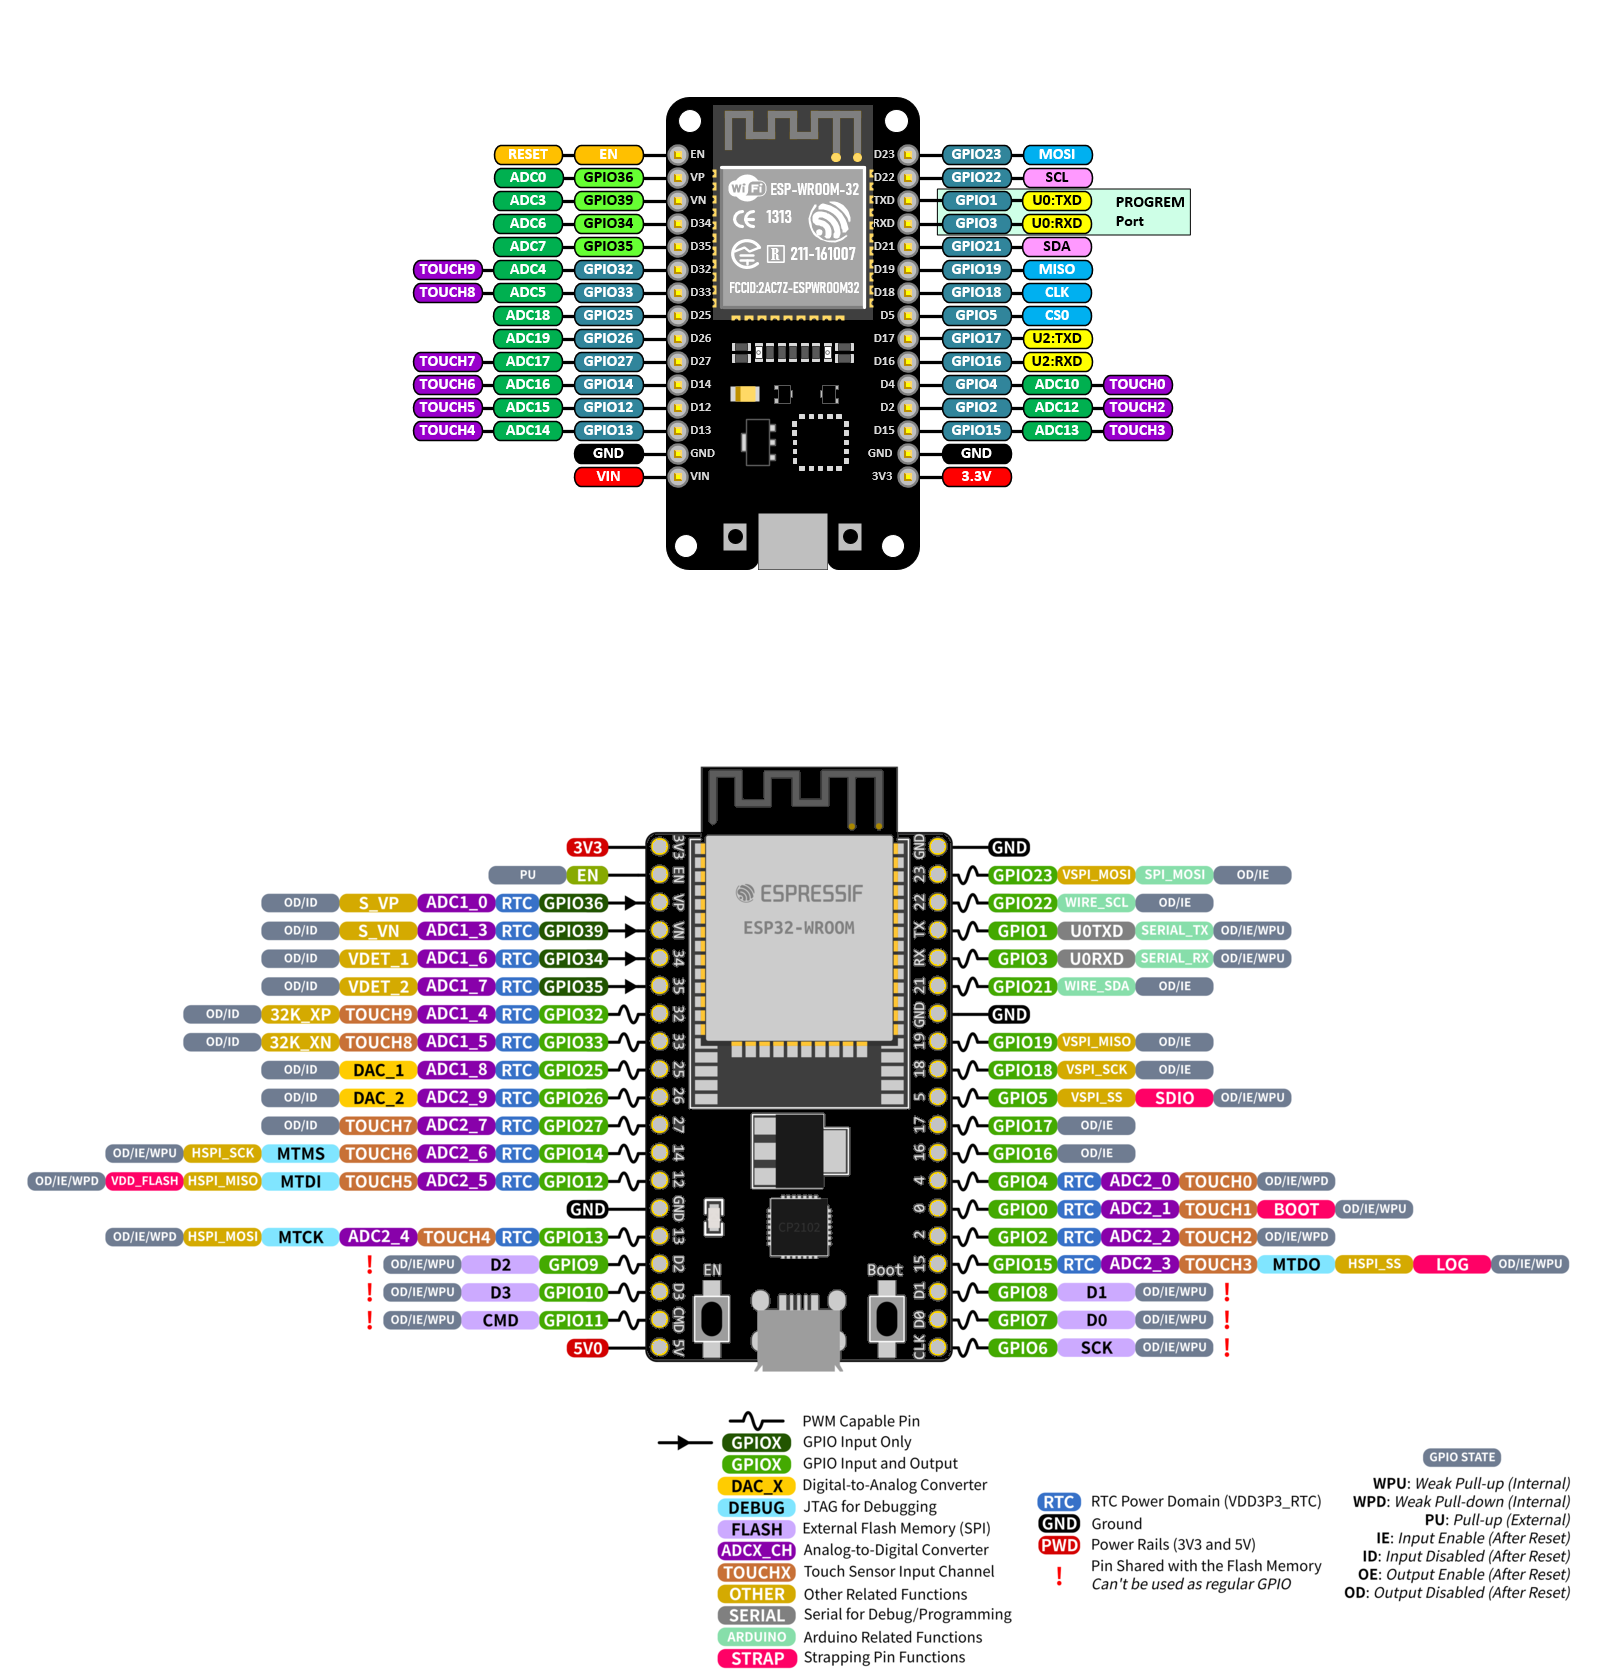 RESET EN EN D23 GPIO23 MOSI
ADC0 GPIO36 VP D22 GPIO22 SCL
ADC3 GPIO39 VN TXD GPIO1 U0:TXD PROGREM
ADC6 GPIO34 D34 RXD GPIO3 U0:RXD Port
ADC7 GPIO35 D35 D21 GPIO21 SDA
TOUCH9 ADC4 GPIO32 D32 D19 GPIO19 MISO
TOUCH8 ADC5 GPIO33 D33 D18 GPIO18 CLK
ADC18 GPIO25 D25 D5 GPIO5 CS0
ADC19 GPIO26 D26 D17 GPIO17 U2:TXD
TOUCH7 ADC17 GPIO27 D27 D16 GPIO16 U2:RXD
TOUCH6 ADC16 GPIO14 D14 D4 GPIO4 ADC10 TOUCH0
TOUCH5 ADC15 GPIO12 D12 D2 GPIO2 ADC12 TOUCH2
TOUCH4 ADC14 GPIO13 D13 D15 GPIO15 ADC13 TOUCH3
GND GND GND GND
VIN VIN 3V3 3.3V
WiFi ESP-WROOM-32
CE 1313
R 211-161007
FCCID:2AC7Z-ESPWROOM32
3V3 3V3 GND GND
PU EN EN 23 GPIO23 VSPI_MOSI SPI_MOSI OD/IE
OD/ID S_VP ADC1_0 RTC GPIO36 VP 22 GPIO22 WIRE_SCL OD/IE
OD/ID S_VN ADC1_3 RTC GPIO39 VN TX GPIO1 U0TXD SERIAL_TX OD/IE/WPU
OD/ID VDET_1 ADC1_6 RTC GPIO34 34 RX GPIO3 U0RXD SERIAL_RX OD/IE/WPU
OD/ID VDET_2 ADC1_7 RTC GPIO35 35 21 GPIO21 WIRE_SDA OD/IE
OD/ID 32K_XP TOUCH9 ADC1_4 RTC GPIO32 32 GND GND
OD/ID 32K_XN TOUCH8 ADC1_5 RTC GPIO33 33 19 GPIO19 VSPI_MISO OD/IE
OD/ID DAC_1 ADC1_8 RTC GPIO25 25 18 GPIO18 VSPI_SCK OD/IE
OD/ID DAC_2 ADC2_9 RTC GPIO26 26 5 GPIO5 VSPI_SS SDIO OD/IE/WPU
OD/ID TOUCH7 ADC2_7 RTC GPIO27 27 17 GPIO17 OD/IE
OD/IE/WPU HSPI_SCK MTMS TOUCH6 ADC2_6 RTC GPIO14 14 16 GPIO16 OD/IE
OD/IE/WPD VDD_FLASH HSPI_MISO MTDI TOUCH5 ADC2_5 RTC GPIO12 12 4 GPIO4 RTC ADC2_0 TOUCH0 OD/IE/WPD
GND GND 0 GPIO0 RTC ADC2_1 TOUCH1 BOOT OD/IE/WPU
OD/IE/WPD HSPI_MOSI MTCK ADC2_4 TOUCH4 RTC GPIO13 13 2 GPIO2 RTC ADC2_2 TOUCH2 OD/IE/WPD
! OD/IE/WPU D2 GPIO9 D2 15 GPIO15 RTC ADC2_3 TOUCH3 MTDO HSPI_SS LOG OD/IE/WPU
! OD/IE/WPU D3 GPIO10 D3 D1 GPIO8 D1 OD/IE/WPU !
! OD/IE/WPU CMD GPIO11 CMD D0 GPIO7 D0 OD/IE/WPU !
5V0 5V CLK GPIO6 SCK OD/IE/WPU !
ESPRESSIF
ESP32-WROOM
CP2102
EN Boot
PWM Capable Pin
GPIOX GPIO Input Only
GPIOX GPIO Input and Output
DAC_X Digital-to-Analog Converter
DEBUG JTAG for Debugging
FLASH External Flash Memory (SPI)
ADCX_CH Analog-to-Digital Converter
TOUCHX Touch Sensor Input Channel
OTHER Other Related Functions
SERIAL Serial for Debug/Programming
ARDUINO Arduino Related Functions
STRAP Strapping Pin Functions
RTC RTC Power Domain (VDD3P3_RTC)
GND Ground
PWD Power Rails (3V3 and 5V)
! Pin Shared with the Flash Memory
Can't be used as regular GPIO
GPIO STATE
WPU: Weak Pull-up (Internal)
WPD: Weak Pull-down (Internal)
PU: Pull-up (External)
IE: Input Enable (After Reset)
ID: Input Disabled (After Reset)
OE: Output Enable (After Reset)
OD: Output Disabled (After Reset)